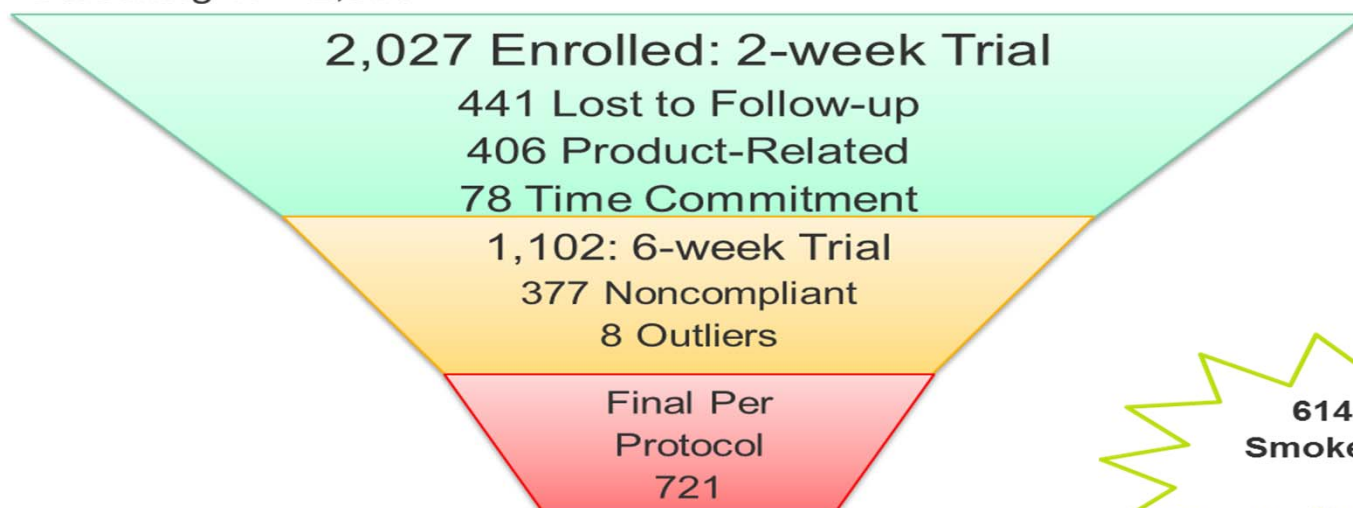 2,027 Enrolled: 2-week Trial
441 Lost to Follow-up
406 Product-Related
78 Time Commitment
1,102: 6-week Trial
377 Noncompliant
8 Outliers
Final Per
Protocol
721
614
Smoke